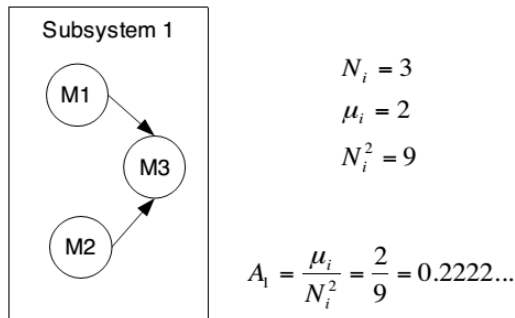 Subsystem 1
M1
M3
M2
N_i = 3
μ_i = 2
N_i^2 = 9
A_1 = μ_i / N_i^2 = 2 / 9 = 0.2222...